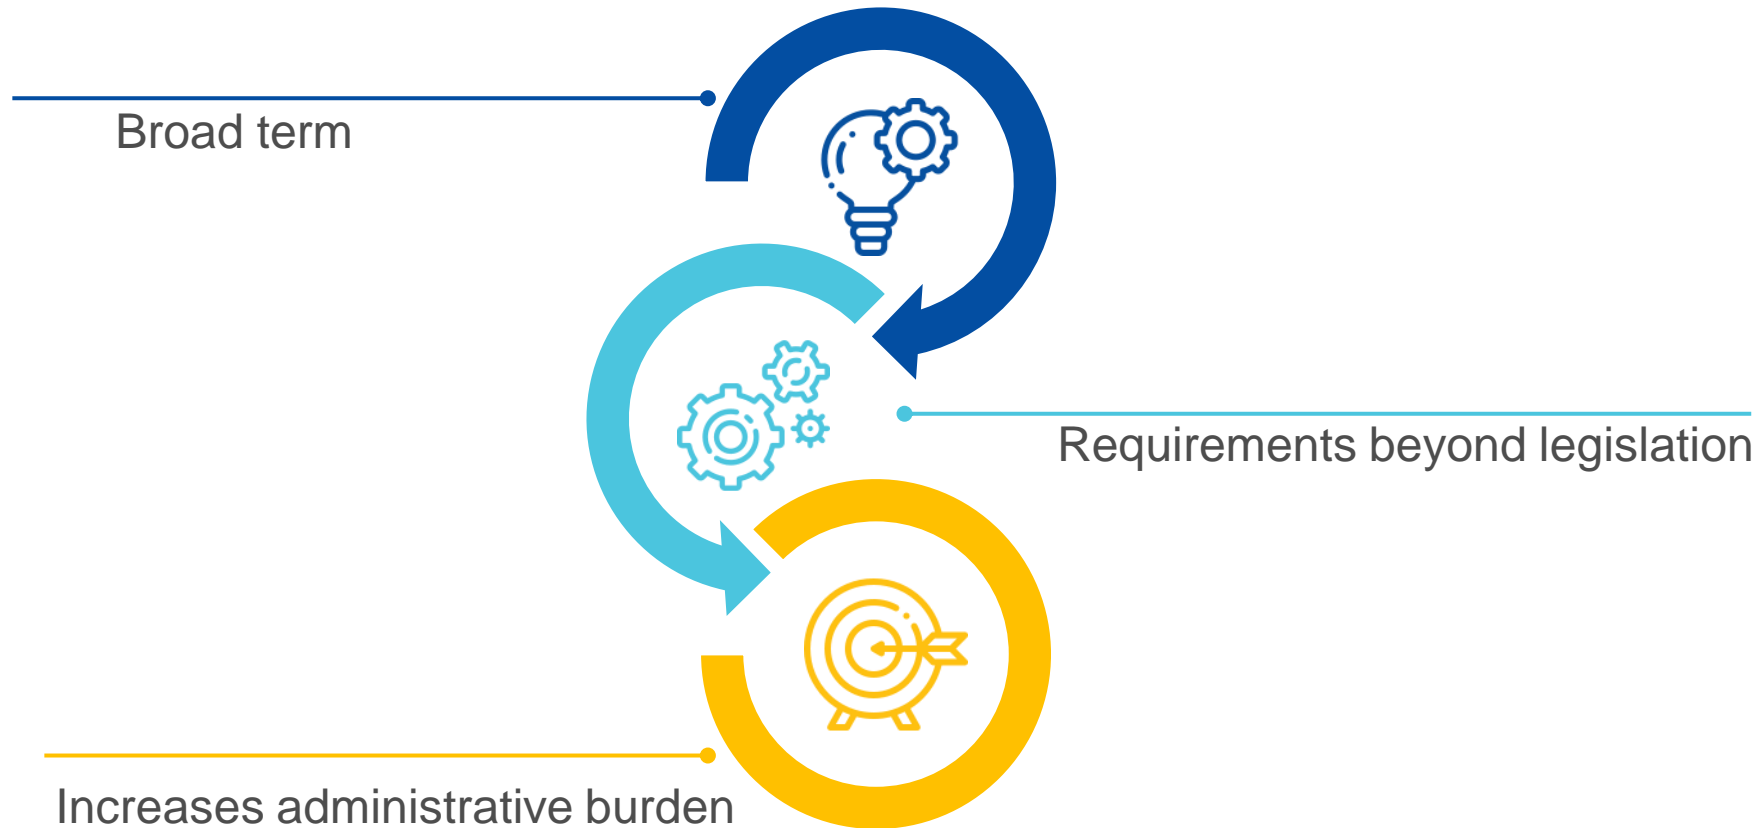 Broad term
Requirements beyond legislation
Increases administrative burden